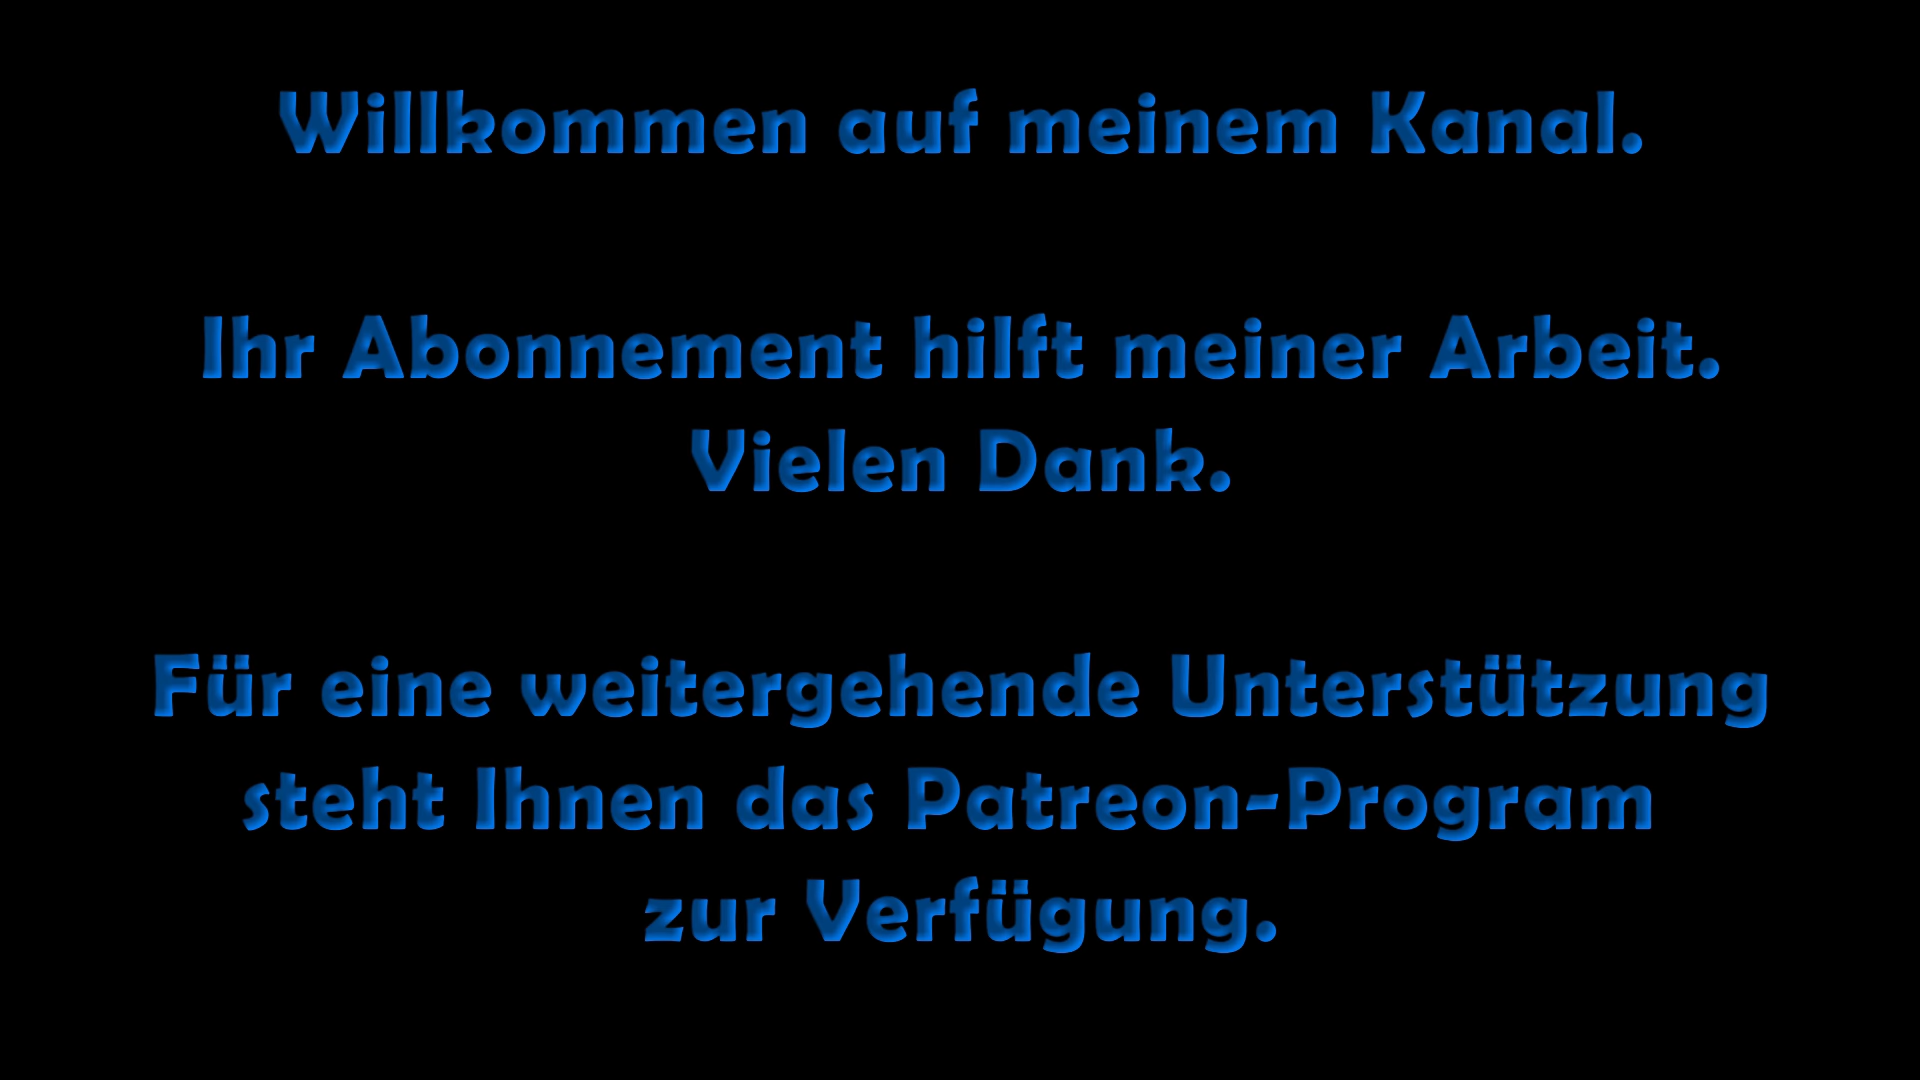 Willkommen auf meinem Kanal.
Ihr Abonnement hilft meiner Arbeit.
Vielen Dank.
Für eine weitergehende Unterstützung
steht Ihnen das Patreon-Program
zur Verfügung.